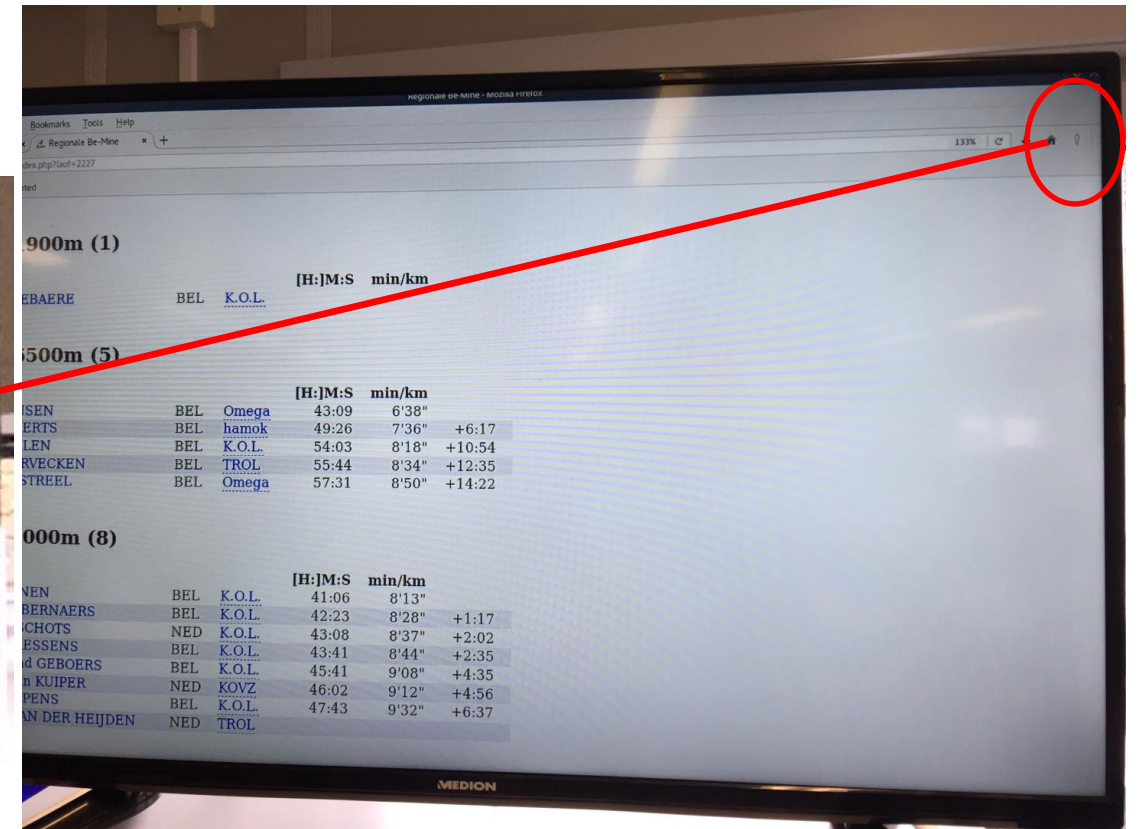 Regionale Be-Mine - Mozilla Firefox
Bookmarks Tools Help
x Regionale Be-Mine x +
ndex.php?lauf=2227 133%
rted
.900m (1)
[H:]M:S min/km
EBAERE BEL K.O.L.
500m (5)
[H:]M:S min/km
SEN BEL Omega 43:09 6'38"
ERTS BEL hamok 49:26 7'36" +6:17
LEN BEL K.O.L. 54:03 8'18" +10:54
RVECKEN BEL TROL 55:44 8'34" +12:35
STREEL BEL Omega 57:31 8'50" +14:22
000m (8)
[H:]M:S min/km
NEN BEL K.O.L. 41:06 8'13"
BERNAERS BEL K.O.L. 42:23 8'28" +1:17
CHOTS NED K.O.L. 43:08 8'37" +2:02
ESSENS BEL K.O.L. 43:41 8'44" +2:35
d GEBOERS BEL K.O.L. 45:41 9'08" +4:35
n KUIPER NED KOVZ 46:02 9'12" +4:56
PENS BEL K.O.L. 47:43 9'32" +6:37
AN DER HEIJDEN NED TROL
MEDION